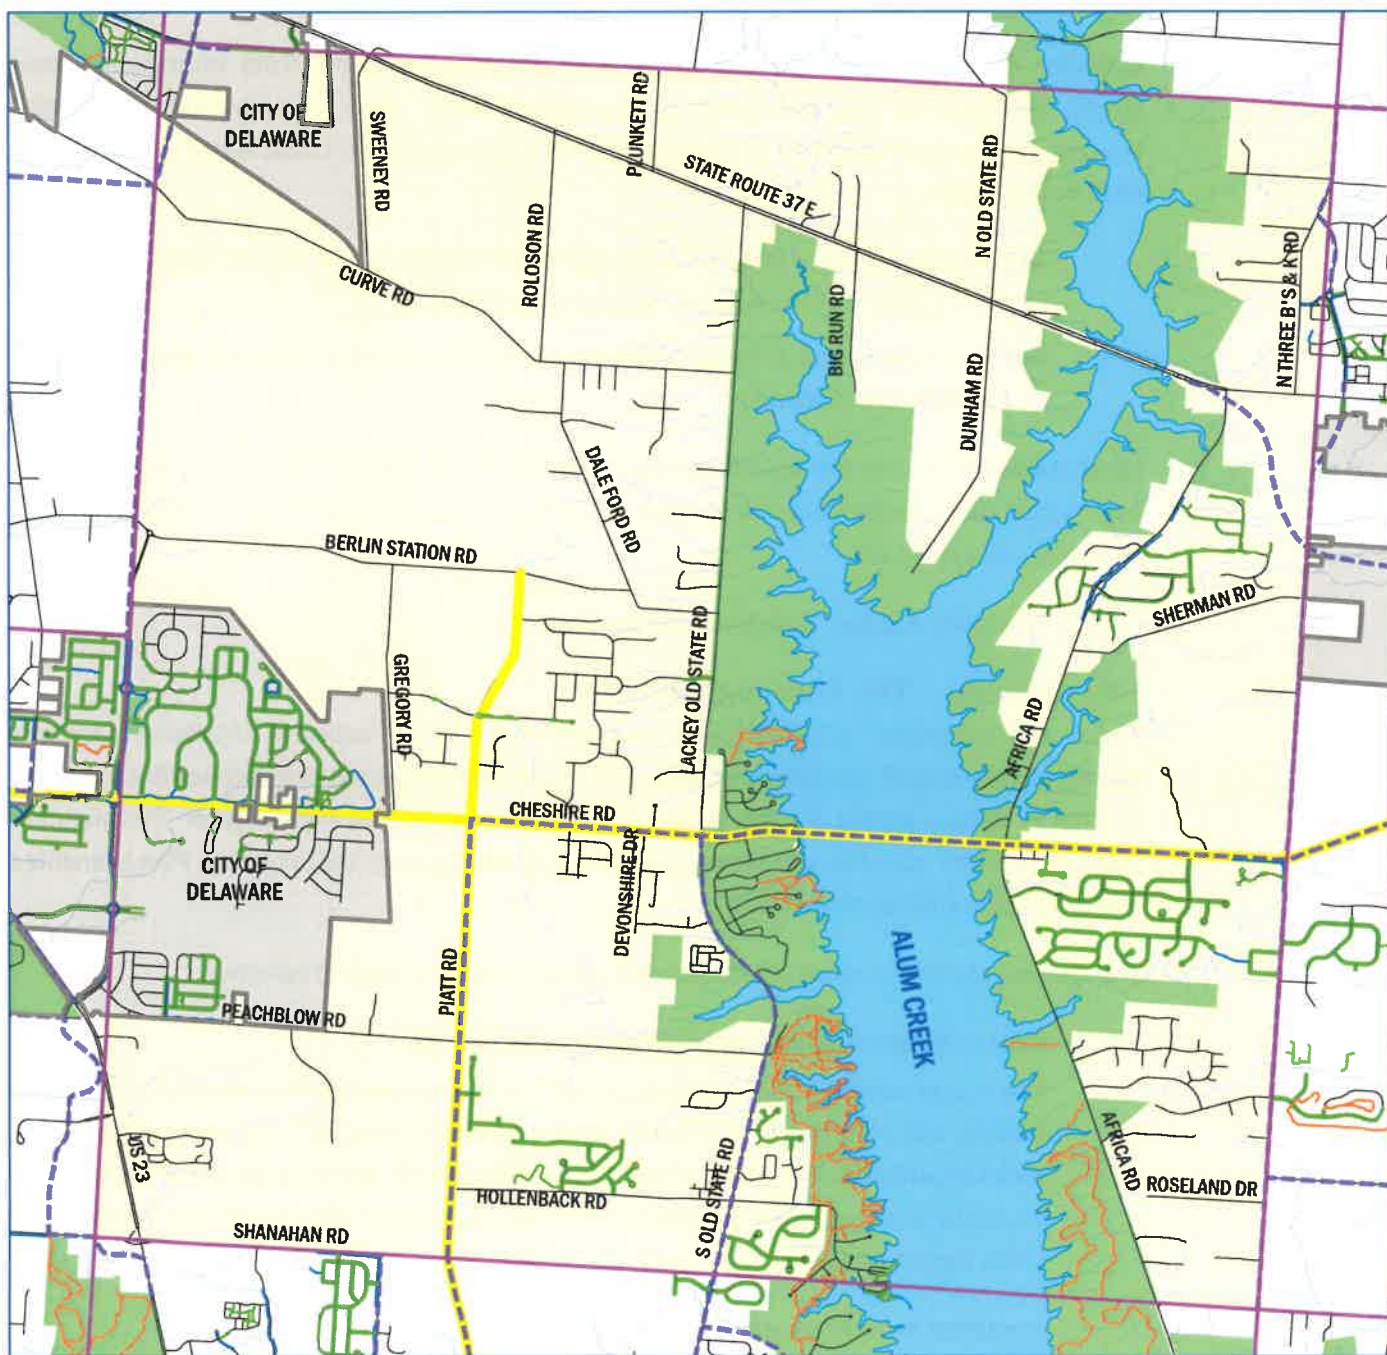 CITY OF
DELAWARE
SWEENEY RD
PLUNKETT RD
STATE ROUTE 37 E
ROLOSON RD
N OLD STATE RD
N THREE B'S & K RD
CURVE RD
BIG RUN RD
DUNHAM RD
DALE FORD RD
BERLIN STATION RD
SHERMAN RD
GREGORY RD
LACKEY OLD STATE RD
AFRICA RD
CHESHIRE RD
DEVONSHIRE DR
CITY OF
DELAWARE
PIATT RD
ALUM CREEK
PEACHBLOW RD
US 23
S OLD STATE RD
AFRICA RD
ROSELAND DR
HOLLENBACK RD
SHANAHAN RD